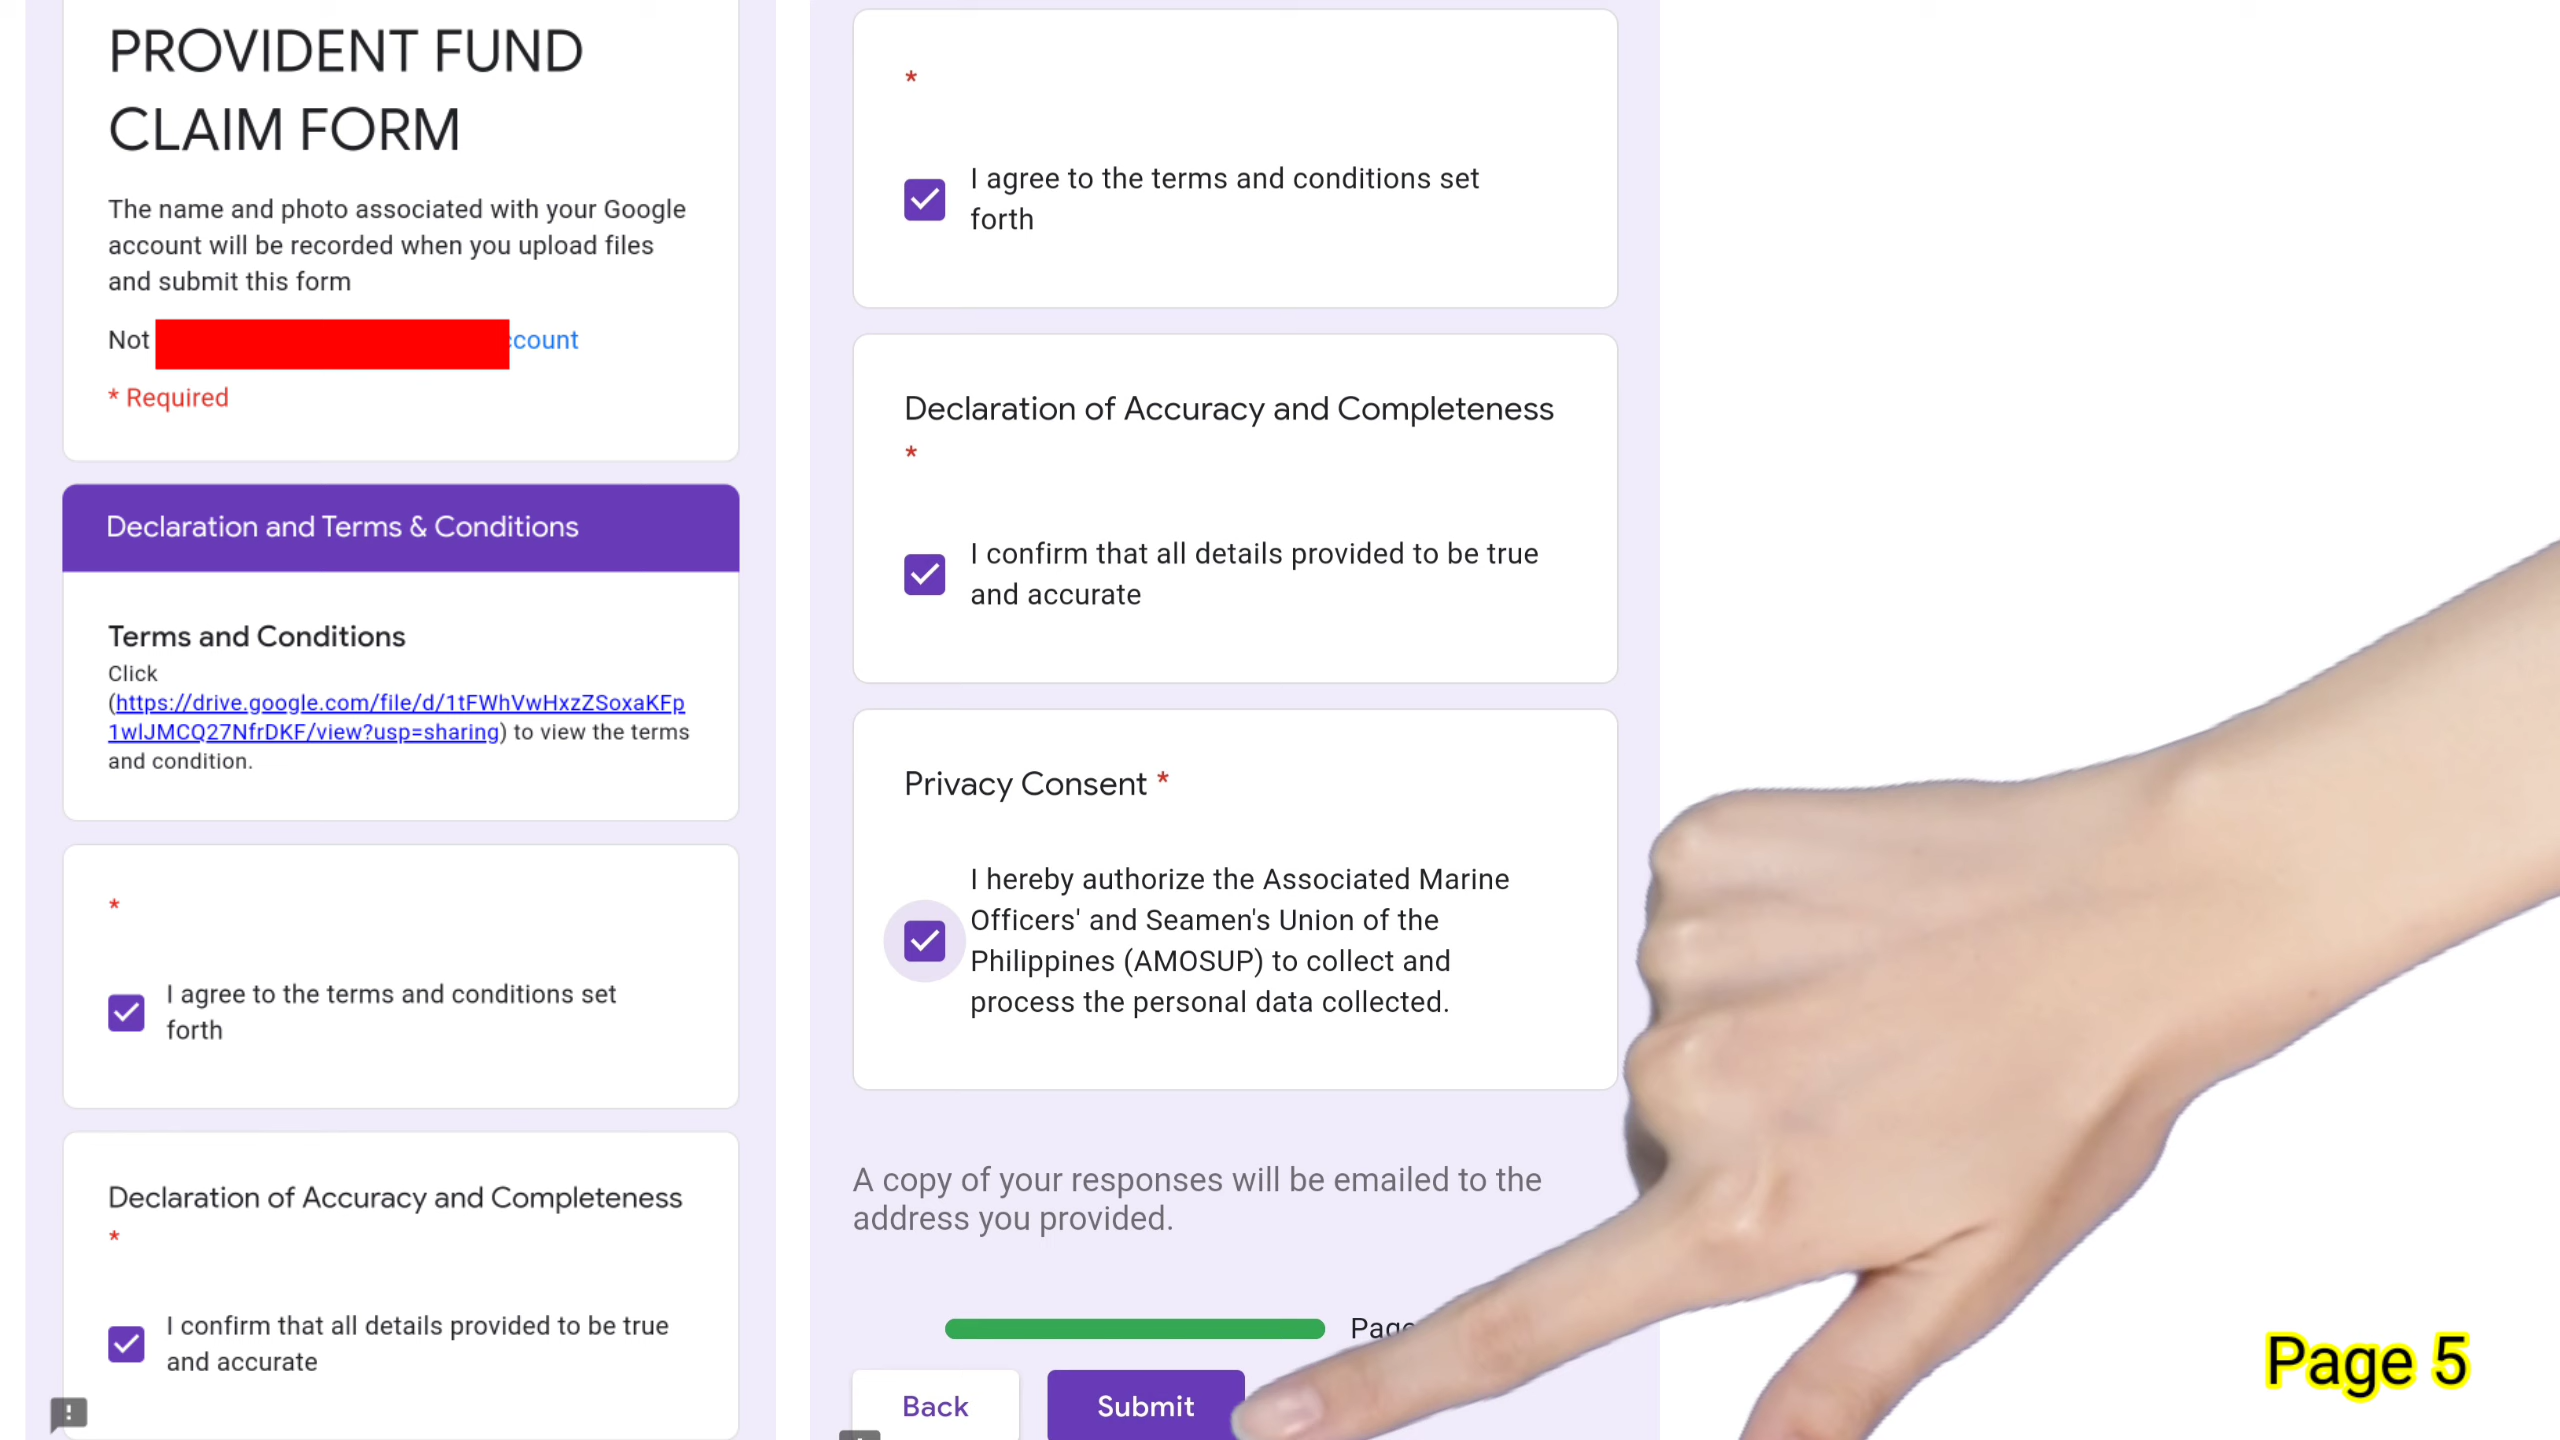 PROVIDENT FUND
CLAIM FORM
The name and photo associated with your Google
account will be recorded when you upload files
and submit this form
Not
* Required
Declaration and Terms & Conditions
Terms and Conditions
Click
(https://drive.google.com/file/d/1tFWhVwHxzZSoxaKFp
1wlJMCQ27NfrDKF/view?usp=sharing) to view the terms
and condition.
*
I agree to the terms and conditions set
forth
Declaration of Accuracy and Completeness
*
I confirm that all details provided to be true
and accurate
*
I agree to the terms and conditions set
forth
Declaration of Accuracy and Completeness
*
I confirm that all details provided to be true
and accurate
Privacy Consent *
I hereby authorize the Associated Marine
Officers' and Seamen's Union of the
Philippines (AMOSUP) to collect and
process the personal data collected.
A copy of your responses will be emailed to the
address you provided.
Back
Submit
Page 5